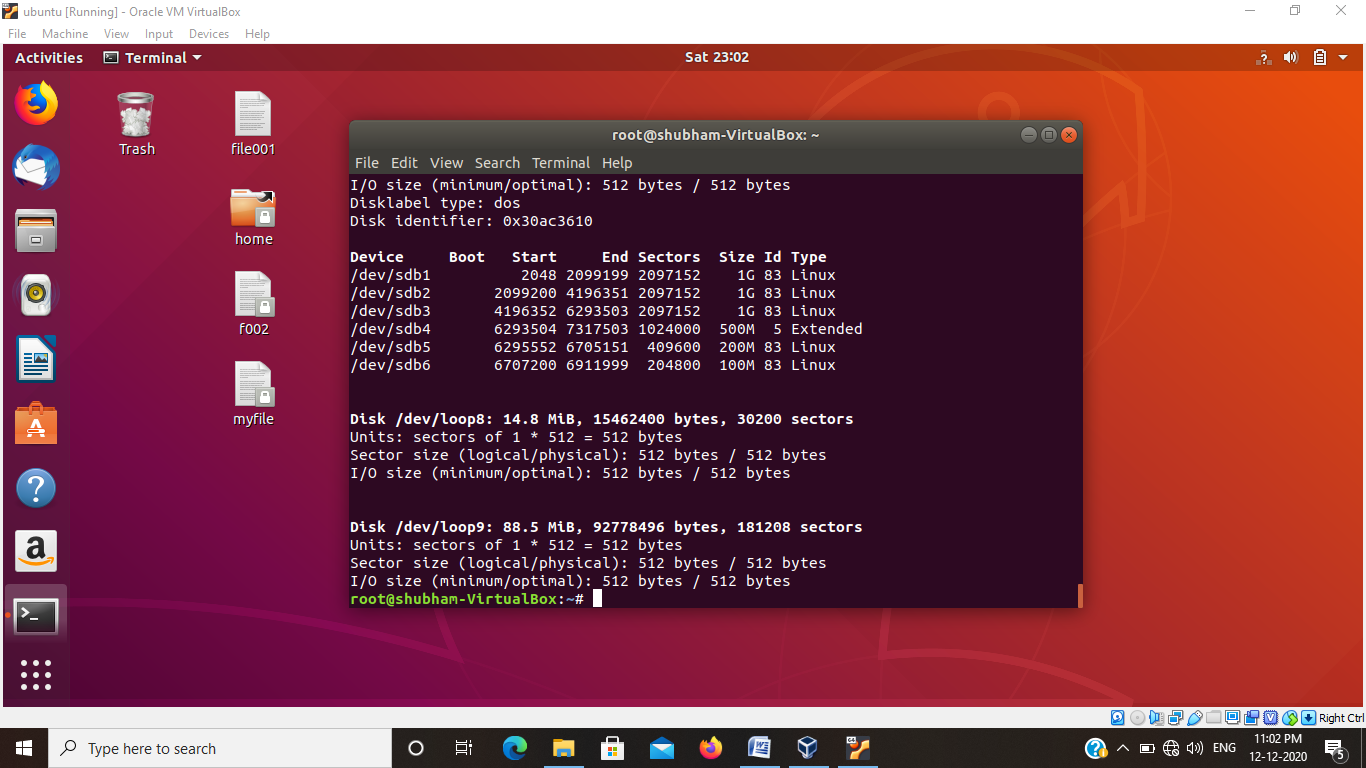 ubuntu [Running] - Oracle VM VirtualBox
File Machine View Input Devices Help
Activities Terminal Sat 23:02
Trash
file001
home
f002
myfile
root@shubham-VirtualBox: ~
File Edit View Search Terminal Help
I/O size (minimum/optimal): 512 bytes / 512 bytes
Disklabel type: dos
Disk identifier: 0x30ac3610
Device     Boot   Start     End Sectors  Size Id Type
/dev/sdb1          2048 2099199 2097152    1G 83 Linux
/dev/sdb2       2099200 4196351 2097152    1G 83 Linux
/dev/sdb3       4196352 6293503 2097152    1G 83 Linux
/dev/sdb4       6293504 7317503 1024000  500M  5 Extended
/dev/sdb5       6295552 6705151  409600  200M 83 Linux
/dev/sdb6       6707200 6911999  204800  100M 83 Linux
Disk /dev/loop8: 14.8 MiB, 15462400 bytes, 30200 sectors
Units: sectors of 1 * 512 = 512 bytes
Sector size (logical/physical): 512 bytes / 512 bytes
I/O size (minimum/optimal): 512 bytes / 512 bytes
Disk /dev/loop9: 88.5 MiB, 92778496 bytes, 181208 sectors
Units: sectors of 1 * 512 = 512 bytes
Sector size (logical/physical): 512 bytes / 512 bytes
I/O size (minimum/optimal): 512 bytes / 512 bytes
root@shubham-VirtualBox:~#
Right Ctrl
Type here to search
ENG
11:02 PM
12-12-2020
5